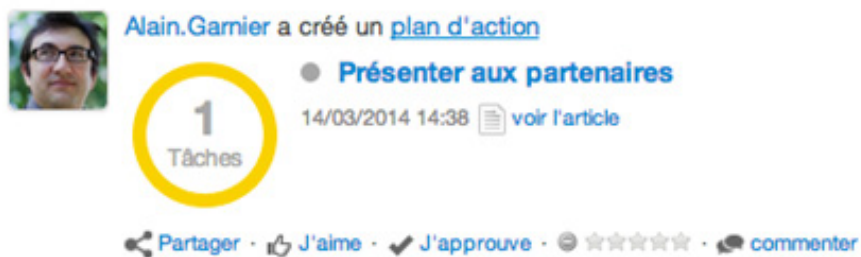 Alain.Garnier a créé un plan d'action
Présenter aux partenaires
1
Tâches
14/03/2014 14:38 voir l'article
Partager · J'aime · J'approuve · · commenter